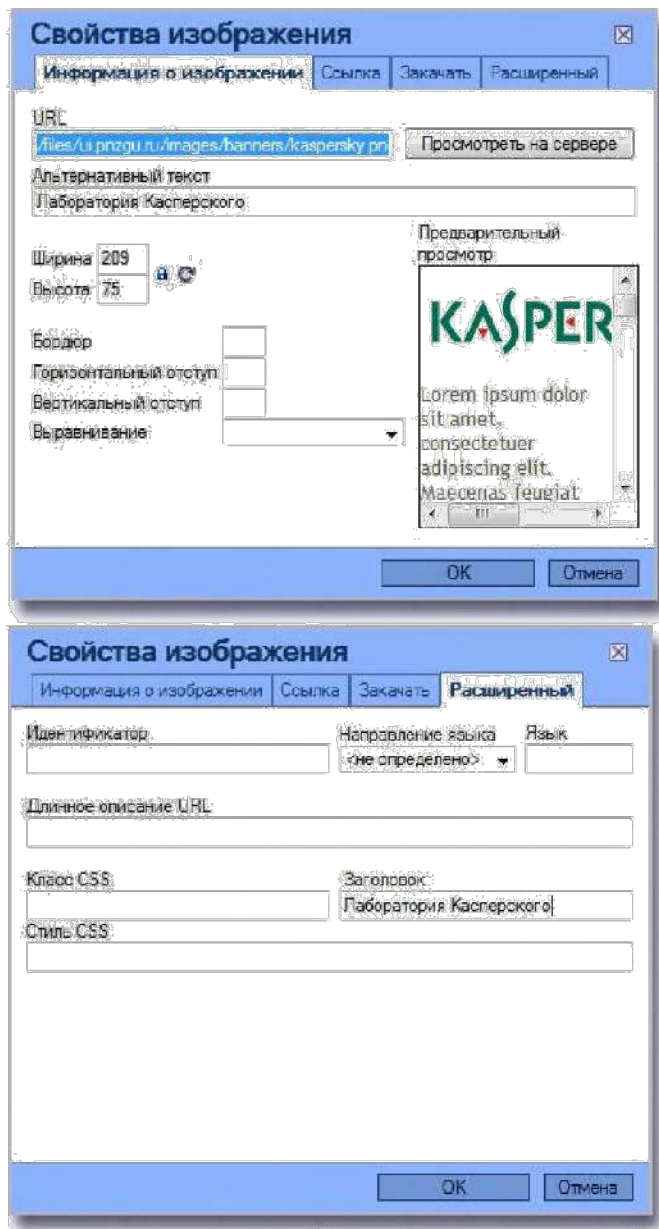 Свойства изображения
Информация о изображении Ссылка Закачать Расширенный
URL
/files/ui.pnzgu.ru/images/banners/kaspersky.pn Просмотреть на сервере
Альтернативный текст
Лаборатория Касперского
Предварительный
просмотр
Ширина 209
Высота 75
KASPER
Бордюр
Горизонтальный отступ
Вертикальный отступ
Выравнивание
Lorem ipsum dolor
sit amet,
consectetuer
adipiscing elit.
Maecenas feugiat
OK Отмена
Свойства изображения
Информация о изображении Ссылка Закачать Расширенный
Идентификатор Направление языка Язык
<не определено>
Длинное описание URL
Класс CSS Заголовок
Лаборатория Касперского
Стиль CSS
OK Отмена